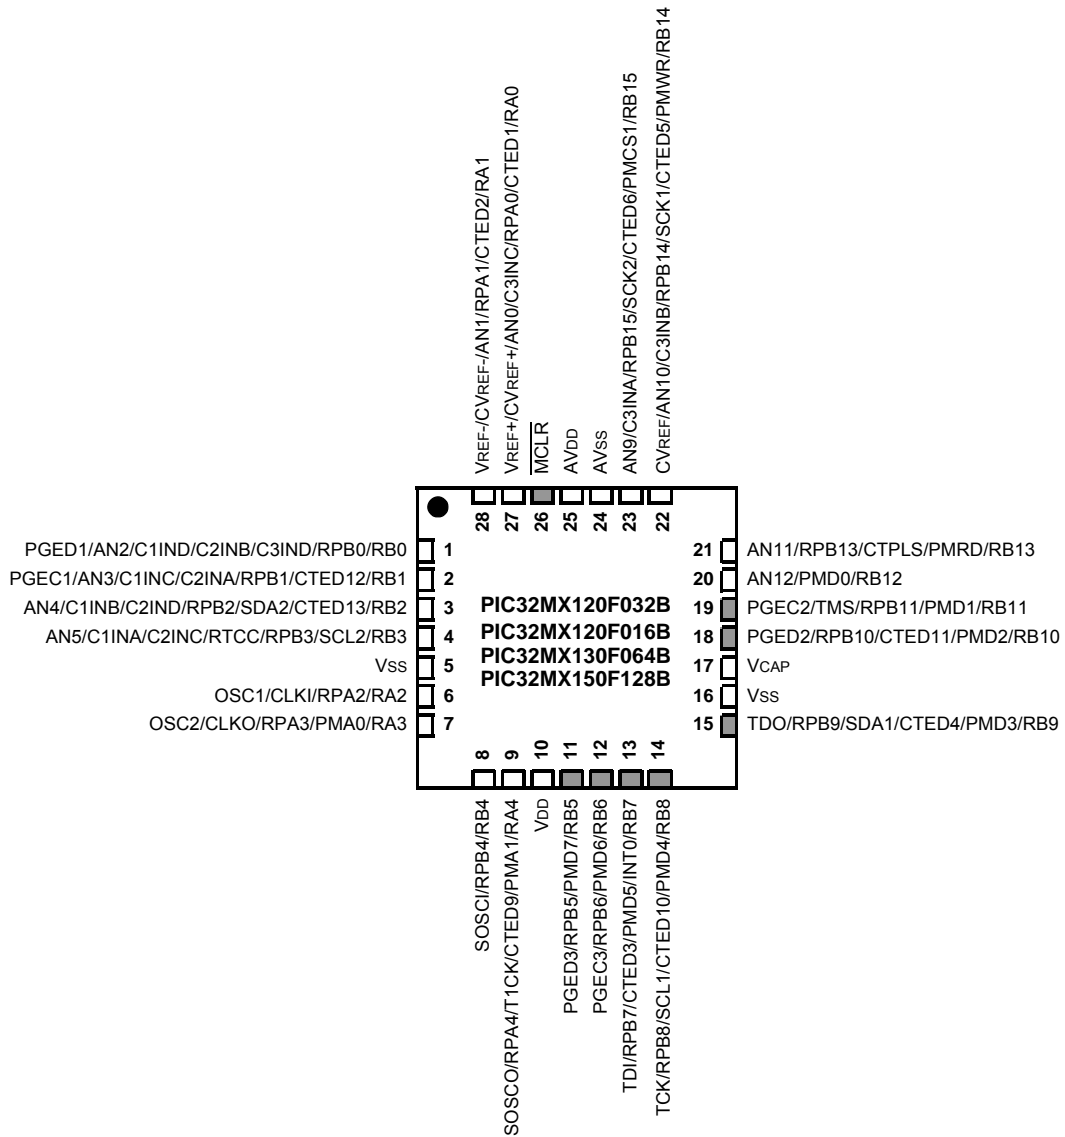 VREF-/CVREF-/AN1/RPA1/CTED2/RA1
VREF+/CVREF+/AN0/C3INC/RPA0/CTED1/RA0
MCLR
AVDD
AVSS
AN9/C3INA/RPB15/SCK2/CTED6/PMCS1/RB15
CVREF/AN10/C3INB/RPB14/SCK1/CTED5/PMWR/RB14
28
27
26
25
24
23
22
PGED1/AN2/C1IND/C2INB/C3IND/RPB0/RB0 1
PGEC1/AN3/C1INC/C2INA/RPB1/CTED12/RB1 2
AN4/C1INB/C2IND/RPB2/SDA2/CTED13/RB2 3
AN5/C1INA/C2INC/RTCC/RPB3/SCL2/RB3 4
VSS 5
OSC1/CLKI/RPA2/RA2 6
OSC2/CLKO/RPA3/PMA0/RA3 7
PIC32MX120F032B
PIC32MX120F016B
PIC32MX130F064B
PIC32MX150F128B
21 AN11/RPB13/CTPLS/PMRD/RB13
20 AN12/PMD0/RB12
19 PGEC2/TMS/RPB11/PMD1/RB11
18 PGED2/RPB10/CTED11/PMD2/RB10
17 VCAP
16 VSS
15 TDO/RPB9/SDA1/CTED4/PMD3/RB9
8
9
10
11
12
13
14
SOSCI/RPB4/RB4
SOSCO/RPA4/T1CK/CTED9/PMA1/RA4
VDD
PGED3/RPB5/PMD7/RB5
PGEC3/RPB6/PMD6/RB6
TDI/RPB7/CTED3/PMD5/INT0/RB7
TCK/RPB8/SCL1/CTED10/PMD4/RB8